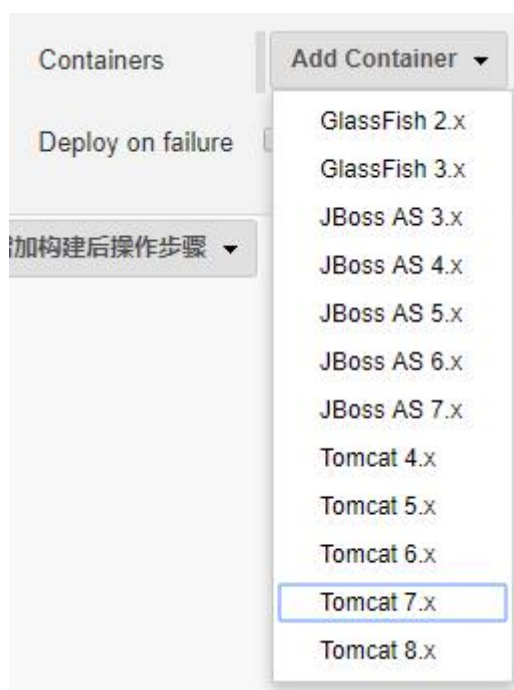 Containers
Add Container
Deploy on failure
GlassFish 2.x
GlassFish 3.x
JBoss AS 3.x
加构建后操作步骤
JBoss AS 4.x
JBoss AS 5.x
JBoss AS 6.x
JBoss AS 7.x
Tomcat 4.x
Tomcat 5.x
Tomcat 6.x
Tomcat 7.x
Tomcat 8.x